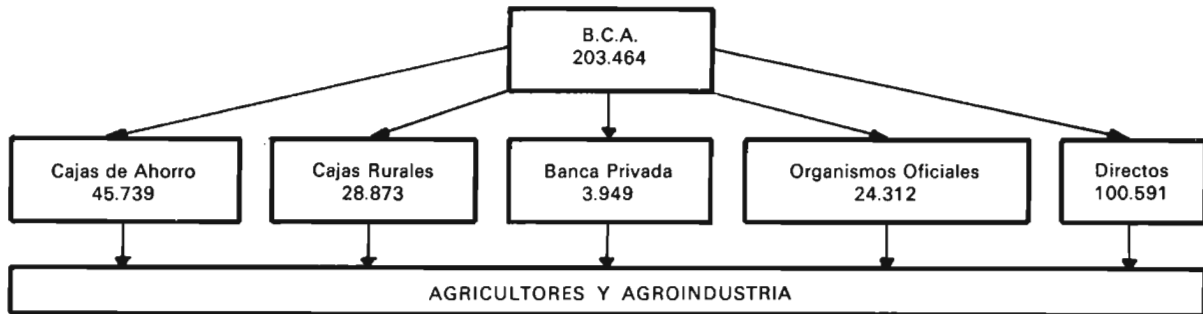 B.C.A.
203.464
Cajas de Ahorro
45.739
Cajas Rurales
28.873
Banca Privada
3.949
Organismos Oficiales
24.312
Directos
100.591
AGRICULTORES Y AGROINDUSTRIA